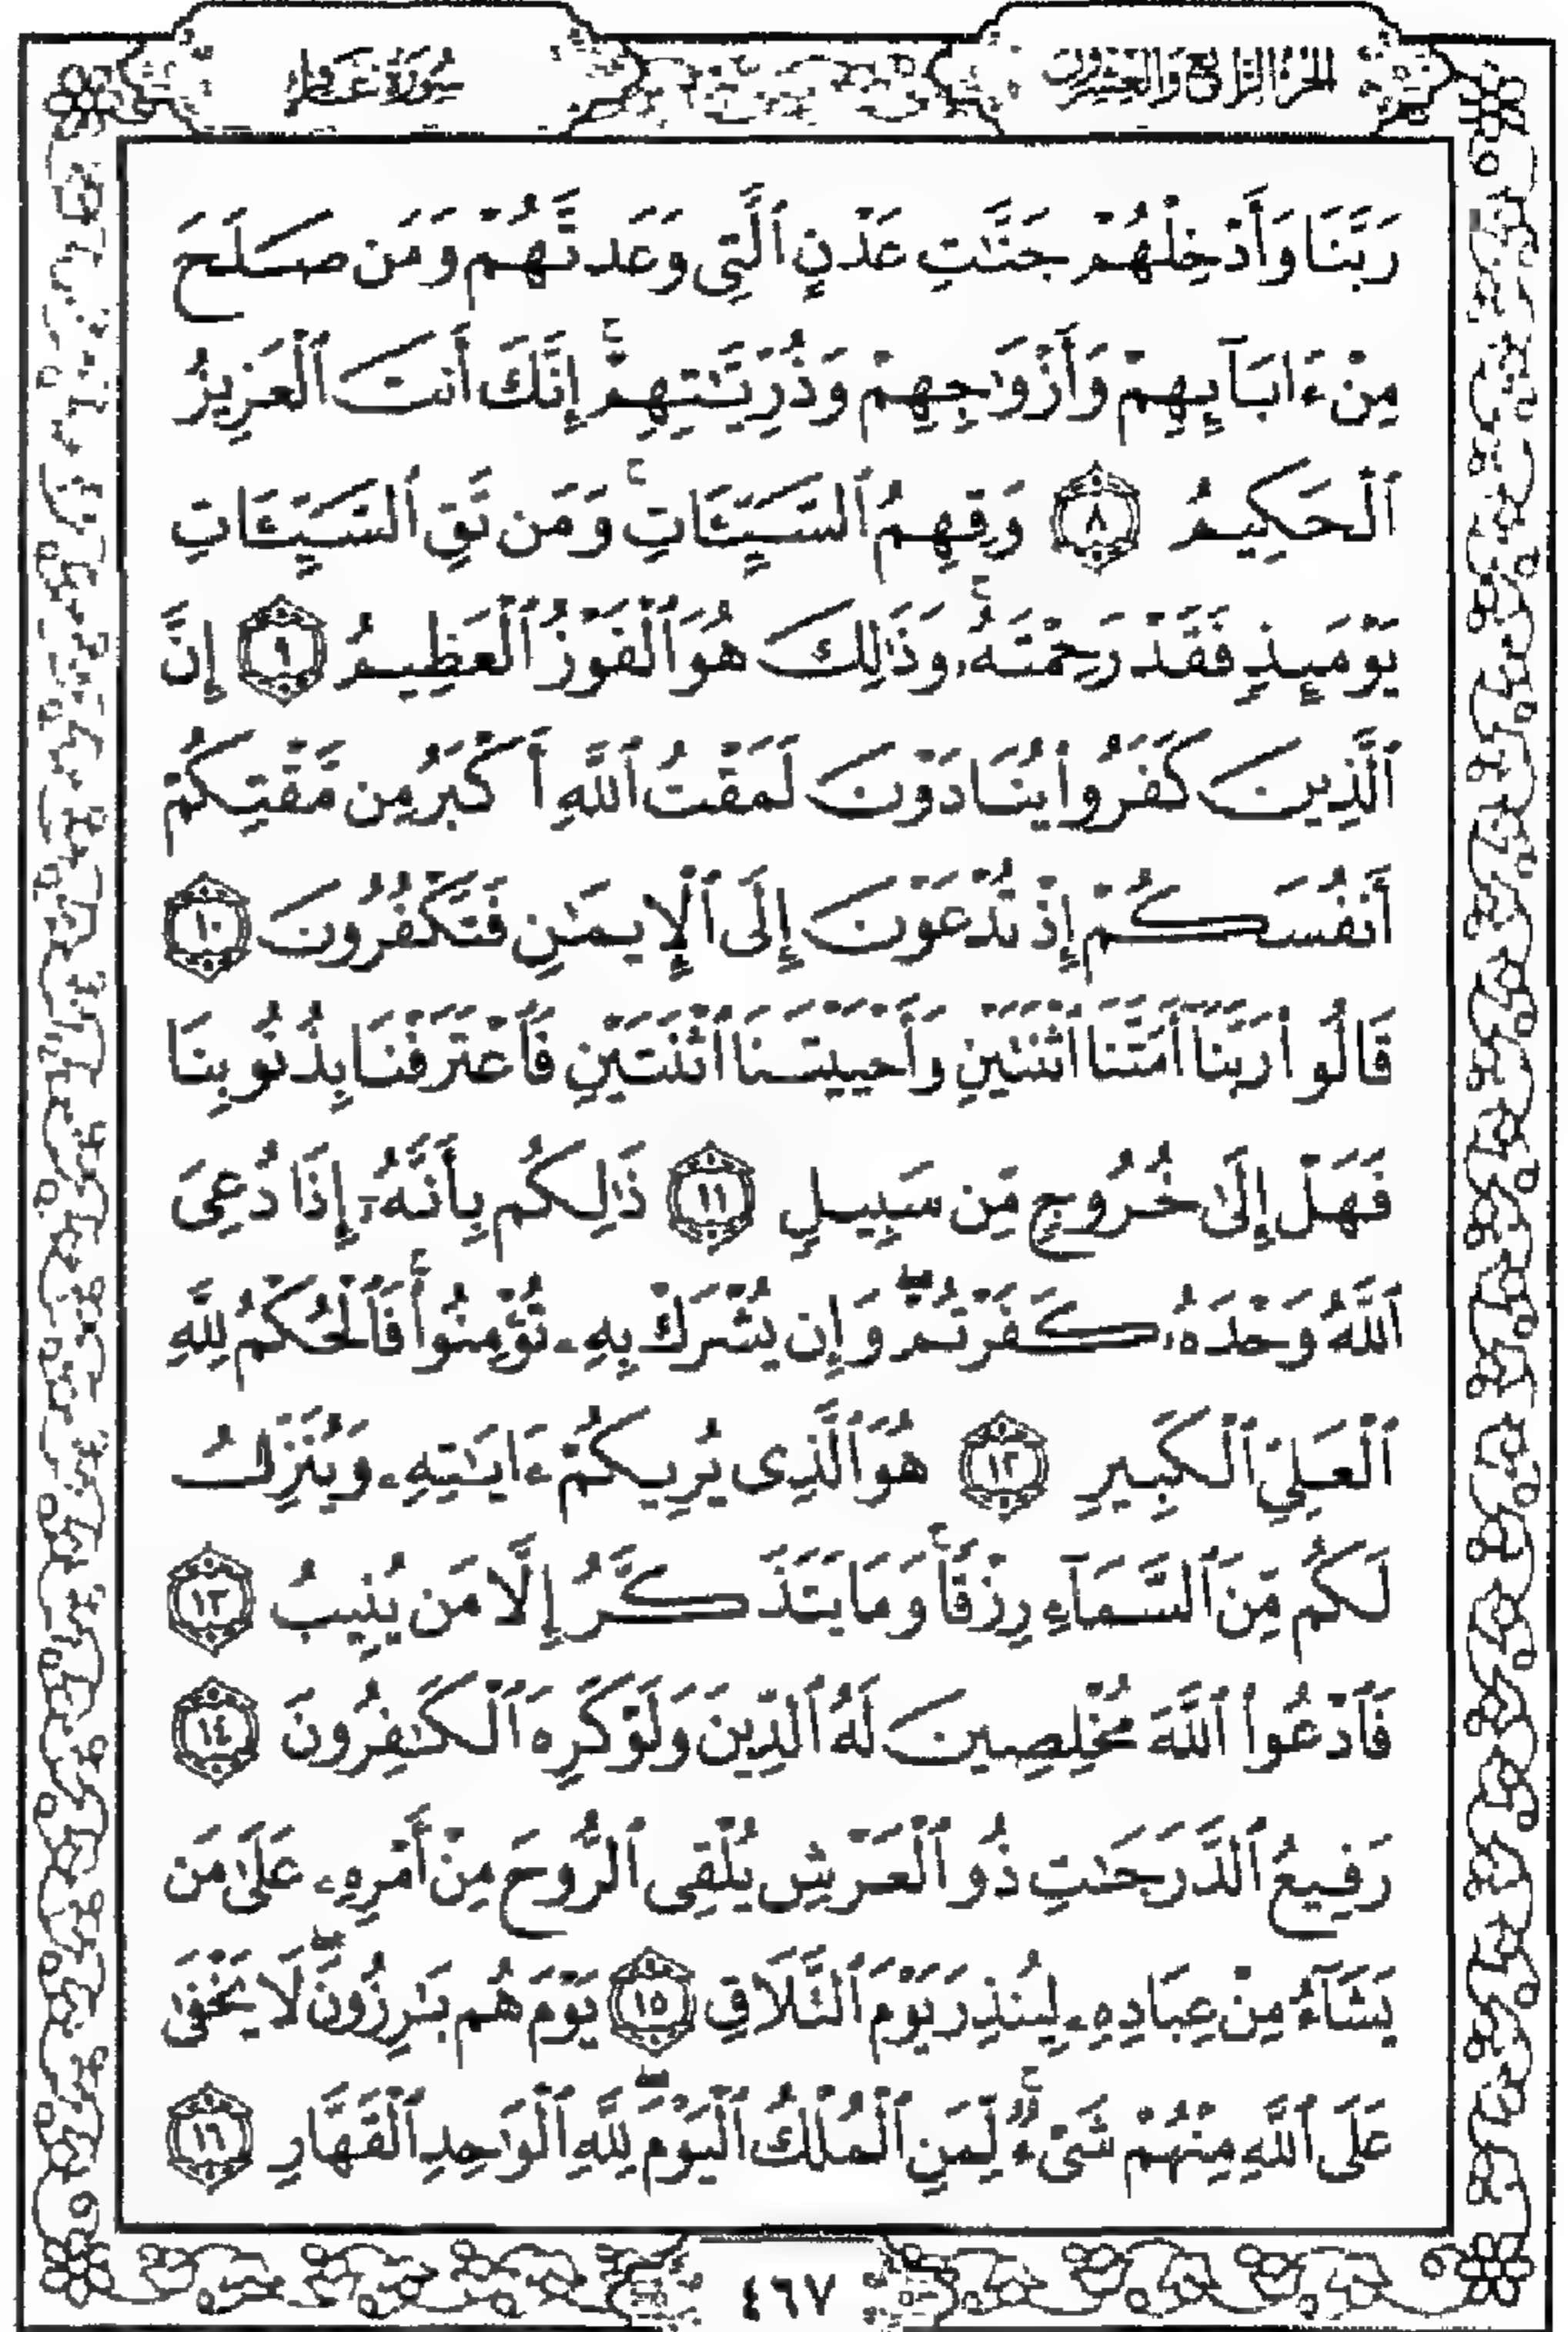 الجزء الرابع والعشرون
سورة غافر
رَبَّنَا وَأَدْخِلْهُمْ جَنَّٰتِ عَدْنٍ ٱلَّتِى وَعَدتَّهُمْ وَمَن صَلَحَ
مِنْ ءَابَآئِهِمْ وَأَزْوَٰجِهِمْ وَذُرِّيَّٰتِهِمْ ۚ إِنَّكَ أَنتَ ٱلْعَزِيزُ
ٱلْحَكِيمُ ٨ وَقِهِمُ ٱلسَّيِّـَٔاتِ ۚ وَمَن تَقِ ٱلسَّيِّـَٔاتِ
يَوْمَئِذٍ فَقَدْ رَحِمْتَهُۥ ۚ وَذَٰلِكَ هُوَ ٱلْفَوْزُ ٱلْعَظِيمُ ٩ إِنَّ
ٱلَّذِينَ كَفَرُوا۟ يُنَادَوْنَ لَمَقْتُ ٱللَّهِ أَكْبَرُ مِن مَّقْتِكُمْ
أَنفُسَكُمْ إِذْ تُدْعَوْنَ إِلَى ٱلْإِيمَٰنِ فَتَكْفُرُونَ ١٠
قَالُوا۟ رَبَّنَآ أَمَتَّنَا ٱثْنَتَيْنِ وَأَحْيَيْتَنَا ٱثْنَتَيْنِ فَٱعْتَرَفْنَا بِذُنُوبِنَا
فَهَلْ إِلَىٰ خُرُوجٍ مِّن سَبِيلٍ ١١ ذَٰلِكُم بِأَنَّهُۥٓ إِذَا دُعِىَ
ٱللَّهُ وَحْدَهُۥ كَفَرْتُمْ ۖ وَإِن يُشْرَكْ بِهِۦ تُؤْمِنُوا۟ ۚ فَٱلْحُكْمُ لِلَّهِ
ٱلْعَلِىِّ ٱلْكَبِيرِ ١٢ هُوَ ٱلَّذِى يُرِيكُمْ ءَايَٰتِهِۦ وَيُنَزِّلُ
لَكُم مِّنَ ٱلسَّمَآءِ رِزْقًا ۚ وَمَا يَتَذَكَّرُ إِلَّا مَن يُنِيبُ ١٣
فَٱدْعُوا۟ ٱللَّهَ مُخْلِصِينَ لَهُ ٱلدِّينَ وَلَوْ كَرِهَ ٱلْكَٰفِرُونَ ١٤
رَفِيعُ ٱلدَّرَجَٰتِ ذُو ٱلْعَرْشِ يُلْقِى ٱلرُّوحَ مِنْ أَمْرِهِۦ عَلَىٰ مَن
يَشَآءُ مِنْ عِبَادِهِۦ لِيُنذِرَ يَوْمَ ٱلتَّلَاقِ ١٥ يَوْمَ هُم بَٰرِزُونَ ۖ لَا يَخْفَىٰ
عَلَى ٱللَّهِ مِنْهُمْ شَىْءٌ ۚ لِّمَنِ ٱلْمُلْكُ ٱلْيَوْمَ ۖ لِلَّهِ ٱلْوَٰحِدِ ٱلْقَهَّارِ ١٦
٤٦٧